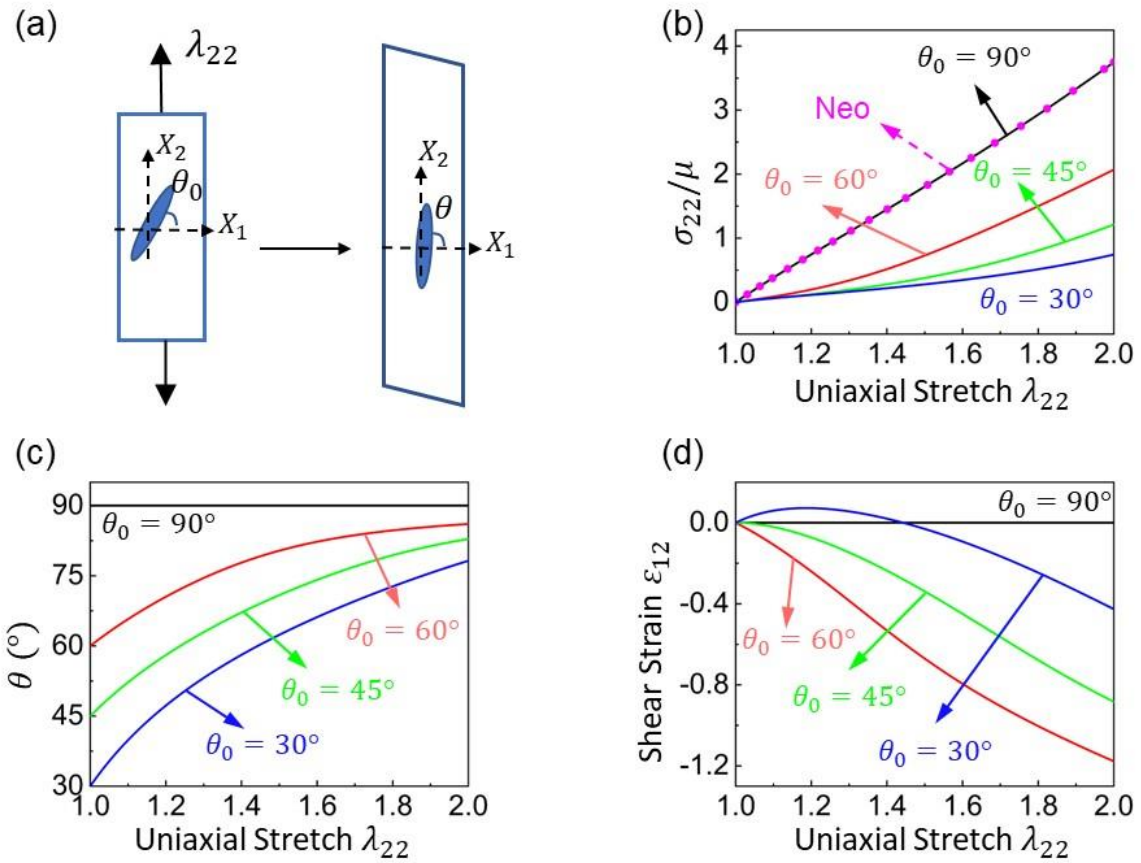 (a)
λ₂₂
X₂
θ₀
X₁
X₂
θ
X₁
(b)
σ₂₂/μ
4
3
2
1
0
θ₀ = 90°
Neo
θ₀ = 60°
θ₀ = 45°
θ₀ = 30°
1.0 1.2 1.4 1.6 1.8 2.0
Uniaxial Stretch λ₂₂
(c)
θ (°)
90
75
60
45
30
θ₀ = 90°
θ₀ = 60°
θ₀ = 45°
θ₀ = 30°
1.0 1.2 1.4 1.6 1.8 2.0
Uniaxial Stretch λ₂₂
(d)
Shear Strain ε₁₂
0.0
-0.4
-0.8
-1.2
θ₀ = 90°
θ₀ = 60°
θ₀ = 45°
θ₀ = 30°
1.0 1.2 1.4 1.6 1.8 2.0
Uniaxial Stretch λ₂₂